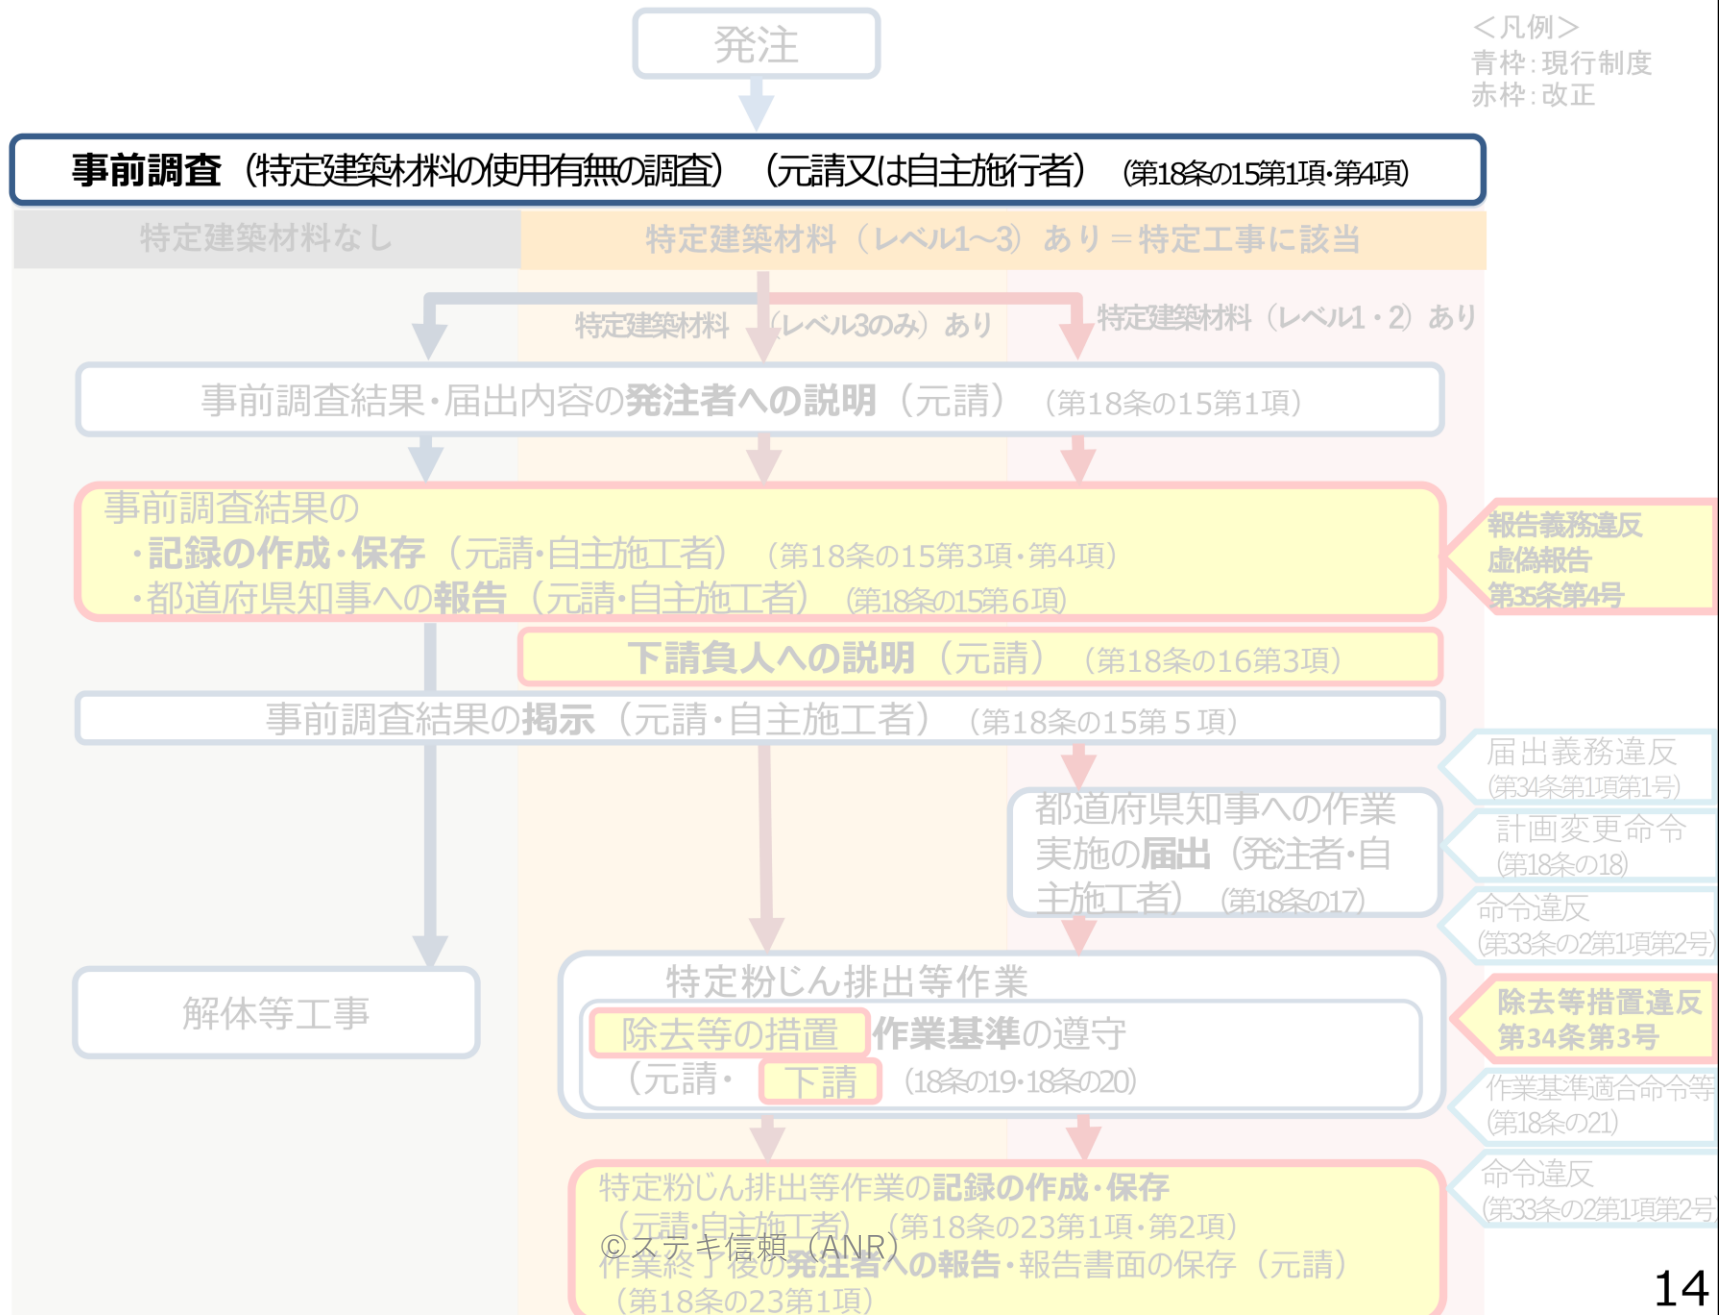 発注
＜凡例＞
青枠：現行制度
赤枠：改正
事前調査（特定建築材料の使用有無の調査）（元請又は自主施行者）（第18条の15第1項・第4項）
特定建築材料なし
特定建築材料（レベル1～3）あり＝特定工事に該当
特定建築材料（レベル3のみ）あり
特定建築材料（レベル1・2）あり
事前調査結果・届出内容の発注者への説明（元請）（第18条の15第1項）
事前調査結果の
・記録の作成・保存（元請・自主施工者）（第18条の15第3項・第4項）
・都道府県知事への報告（元請・自主施工者）（第18条の15第６項）
報告義務違反
虚偽報告
第35条第4号
下請負人への説明（元請）（第18条の16第3項）
事前調査結果の掲示（元請・自主施工者）（第18条の15第５項）
届出義務違反
(第34条第1項第1号)
都道府県知事への作業
実施の届出（発注者・自
主施工者）（第18条の17）
計画変更命令
(第18条の18)
命令違反
(第33条の2第1項第2号)
解体等工事
特定粉じん排出等作業
除去等の措置 作業基準の遵守
（元請・ 下請 （18条の19・18条の20）
除去等措置違反
第34条第3号
作業基準適合命令等
(第18条の21)
命令違反
(第33条の2第1項第2号)
特定粉じん排出等作業の記録の作成・保存
（元請・自主施工者）（第18条の23第1項・第2項）
©ステキ信頼（ANR）
作業終了後の発注者への報告・報告書面の保存（元請）
（第18条の23第1項）
14